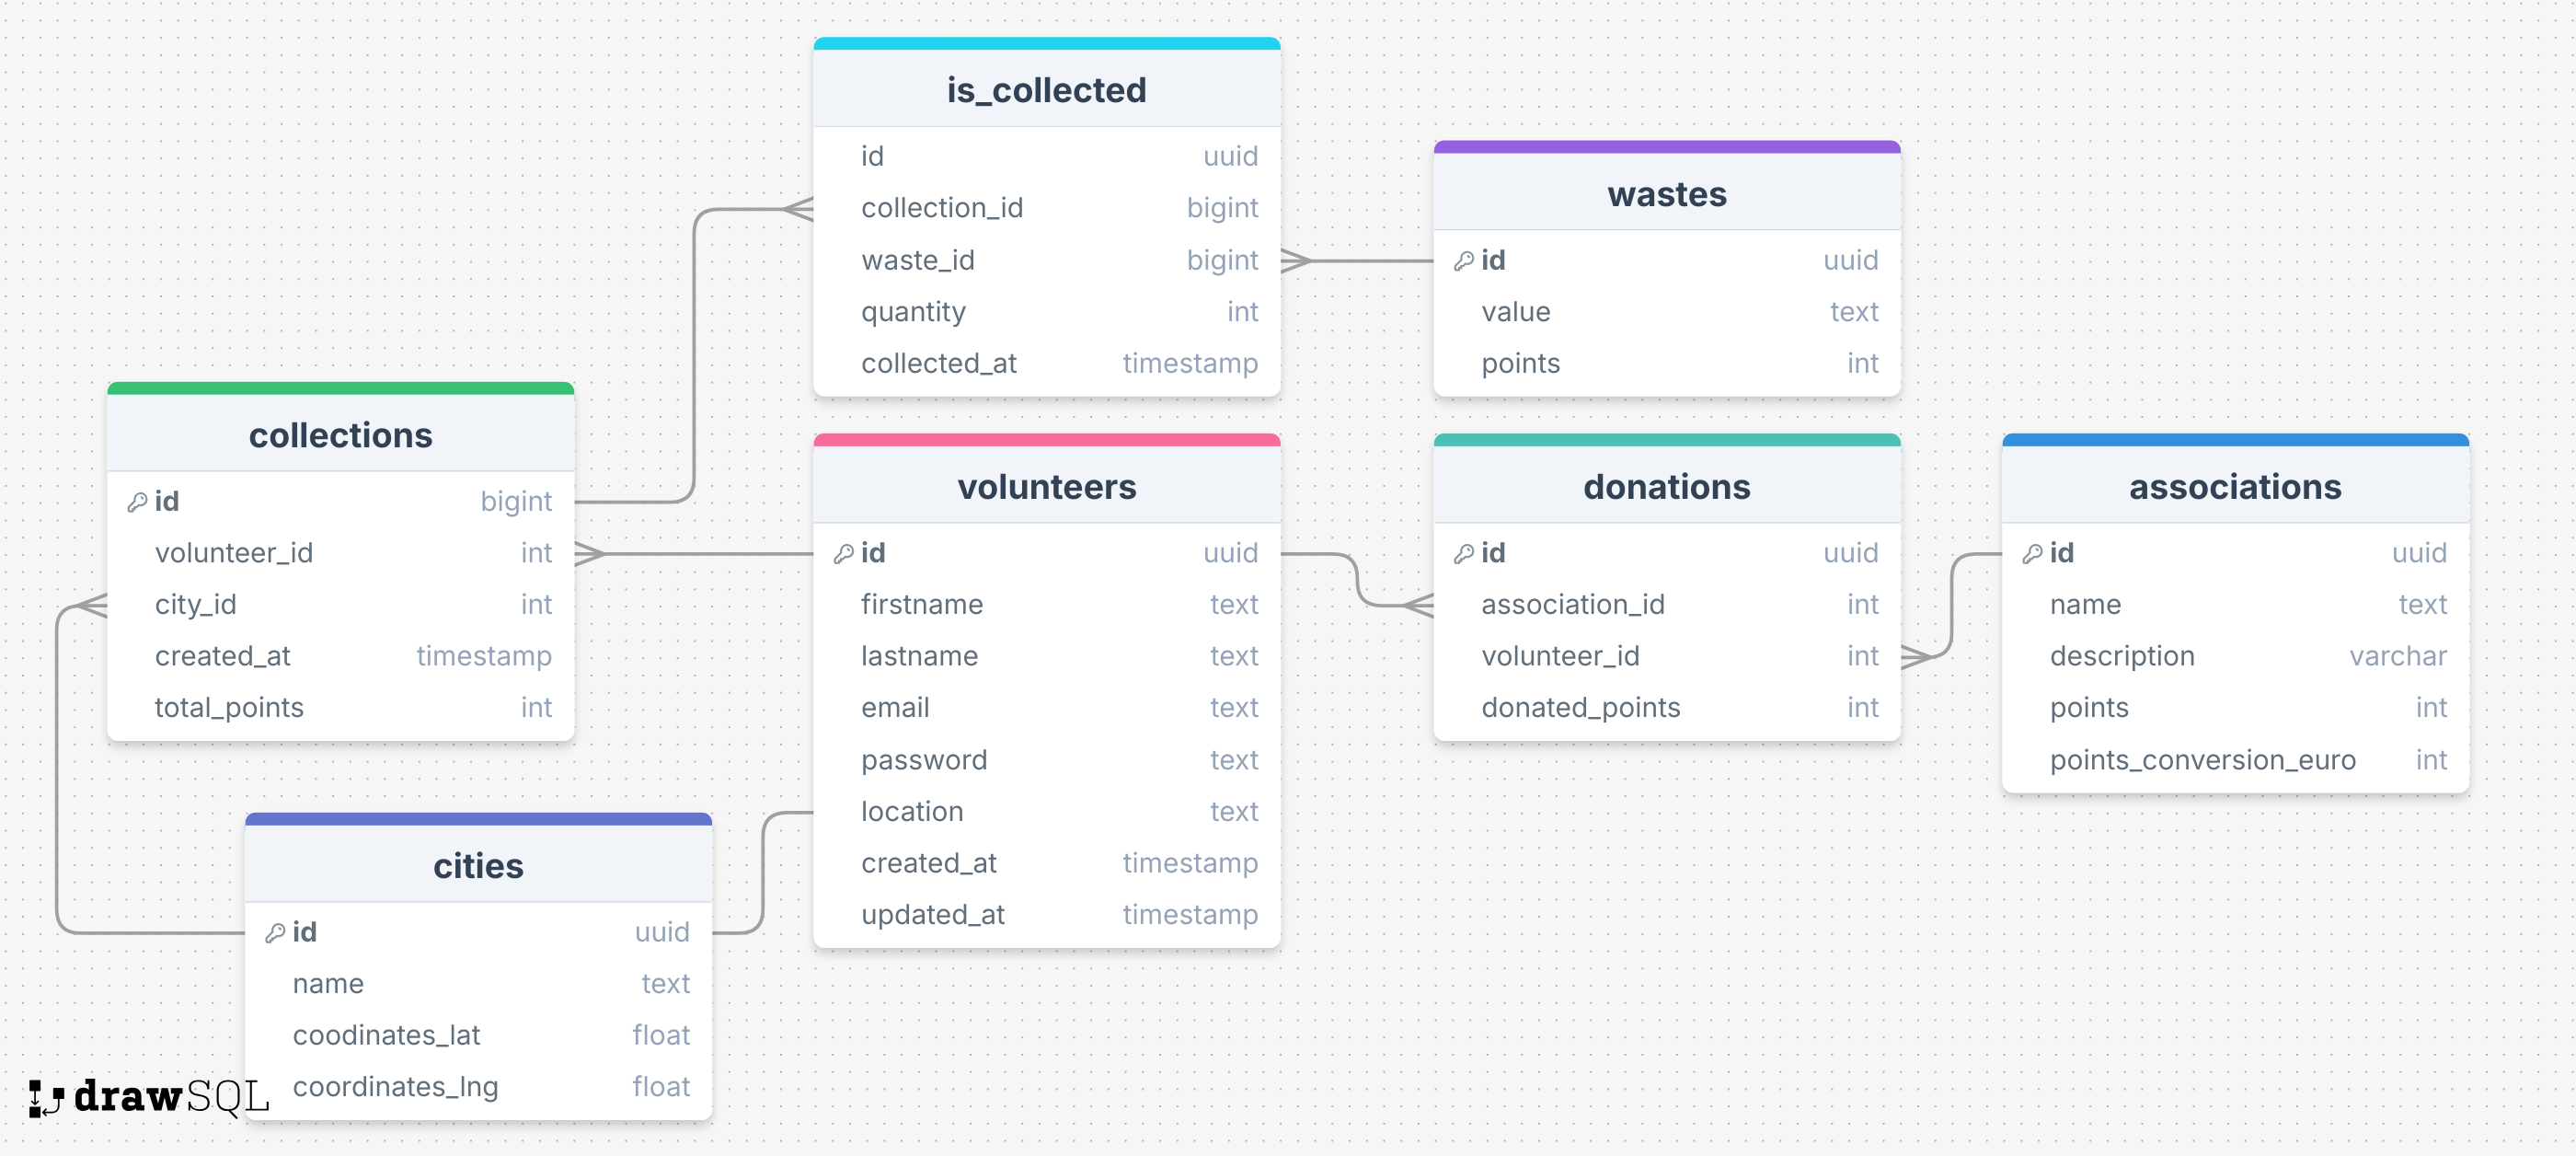 is_collected
id uuid
collection_id bigint
waste_id bigint
quantity int
collected_at timestamp
wastes
id uuid
value text
points int
collections
id bigint
volunteer_id int
city_id int
created_at timestamp
total_points int
volunteers
id uuid
firstname text
lastname text
email text
password text
location text
created_at timestamp
updated_at timestamp
donations
id uuid
association_id int
volunteer_id int
donated_points int
associations
id uuid
name text
description varchar
points int
points_conversion_euro int
cities
id uuid
name text
coodinates_lat float
coordinates_lng float
drawSQL